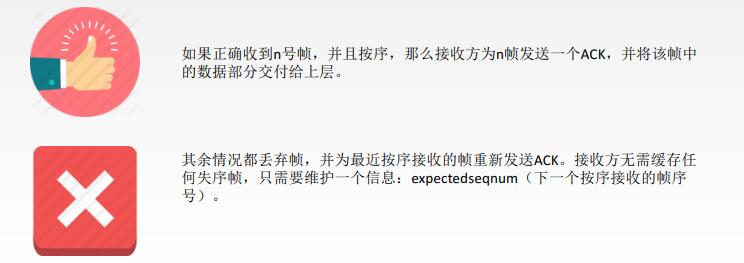 如果正确收到n号帧，并且按序，那么接收方为n帧发送一个ACK，并将该帧中
的数据部分交付给上层。
其余情况都丢弃帧，并为最近按序接收的帧重新发送ACK。接收方无需缓存任
何失序帧，只需要维护一个信息：expectedseqnum（下一个按序接收的帧序
号）。